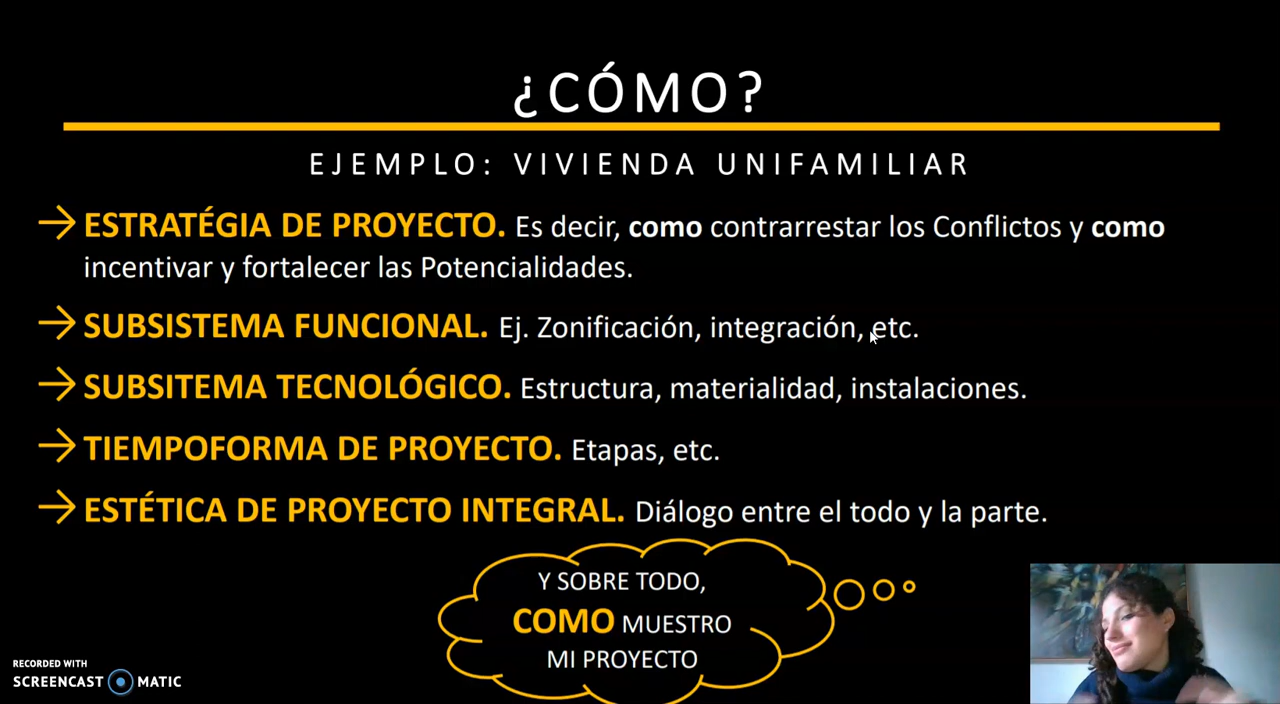 ¿CÓMO?
EJEMPLO: VIVIENDA UNIFAMILIAR
→ ESTRATÉGIA DE PROYECTO. Es decir, como contrarrestar los Conflictos y como
incentivar y fortalecer las Potencialidades.
→ SUBSISTEMA FUNCIONAL. Ej. Zonificación, integración, etc.
→ SUBSITEMA TECNOLÓGICO. Estructura, materialidad, instalaciones.
→ TIEMPOFORMA DE PROYECTO. Etapas, etc.
→ ESTÉTICA DE PROYECTO INTEGRAL. Diálogo entre el todo y la parte.
Y SOBRE TODO,
COMO MUESTRO
MI PROYECTO
RECORDED WITH
SCREENCAST MATIC